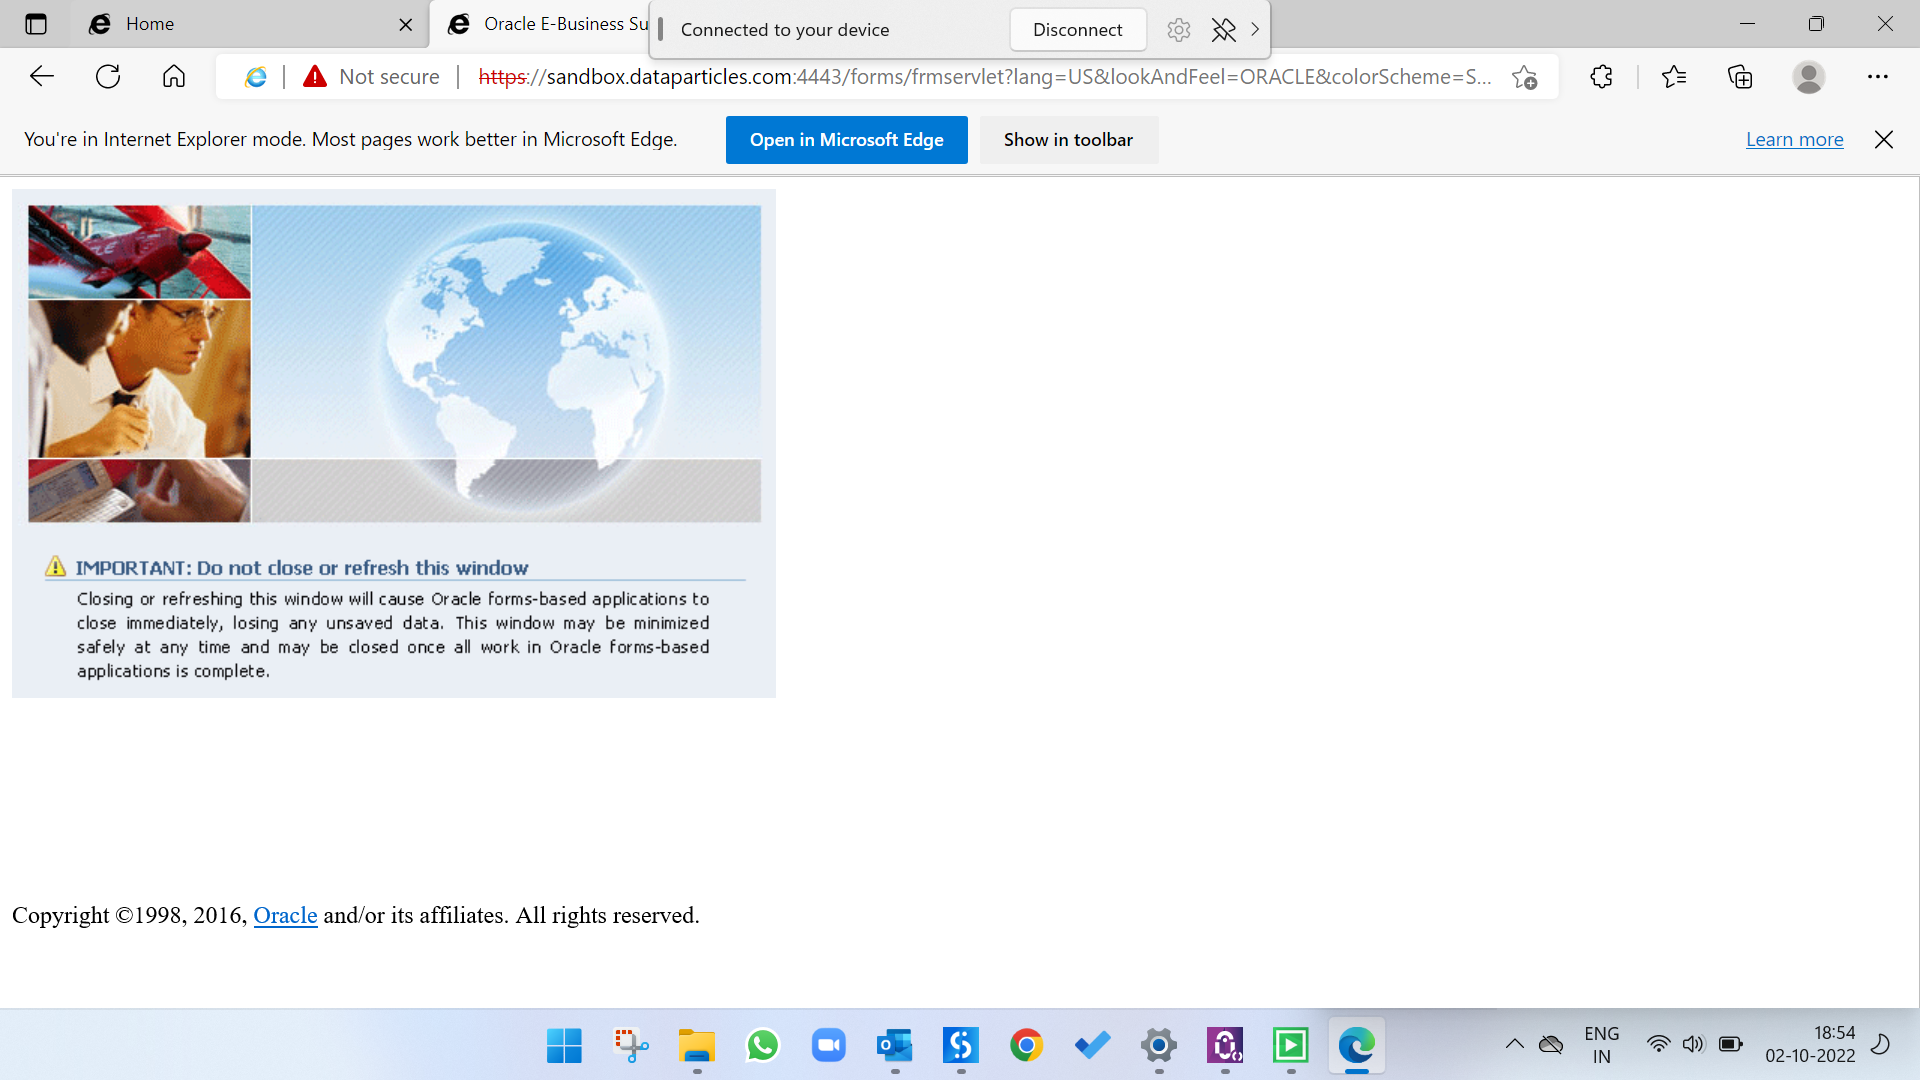 Home
Oracle E-Business Su
Connected to your device
Disconnect
Not secure
https://sandbox.dataparticles.com:4443/forms/frmservlet?lang=US&lookAndFeel=ORACLE&colorScheme=S...
You're in Internet Explorer mode. Most pages work better in Microsoft Edge.
Open in Microsoft Edge
Show in toolbar
Learn more
IMPORTANT: Do not close or refresh this window
Closing or refreshing this window will cause Oracle forms-based applications to
close immediately, losing any unsaved data. This window may be minimized
safely at any time and may be closed once all work in Oracle forms-based
applications is complete.
Copyright ©1998, 2016, Oracle and/or its affiliates. All rights reserved.
ENG
IN
18:54
02-10-2022